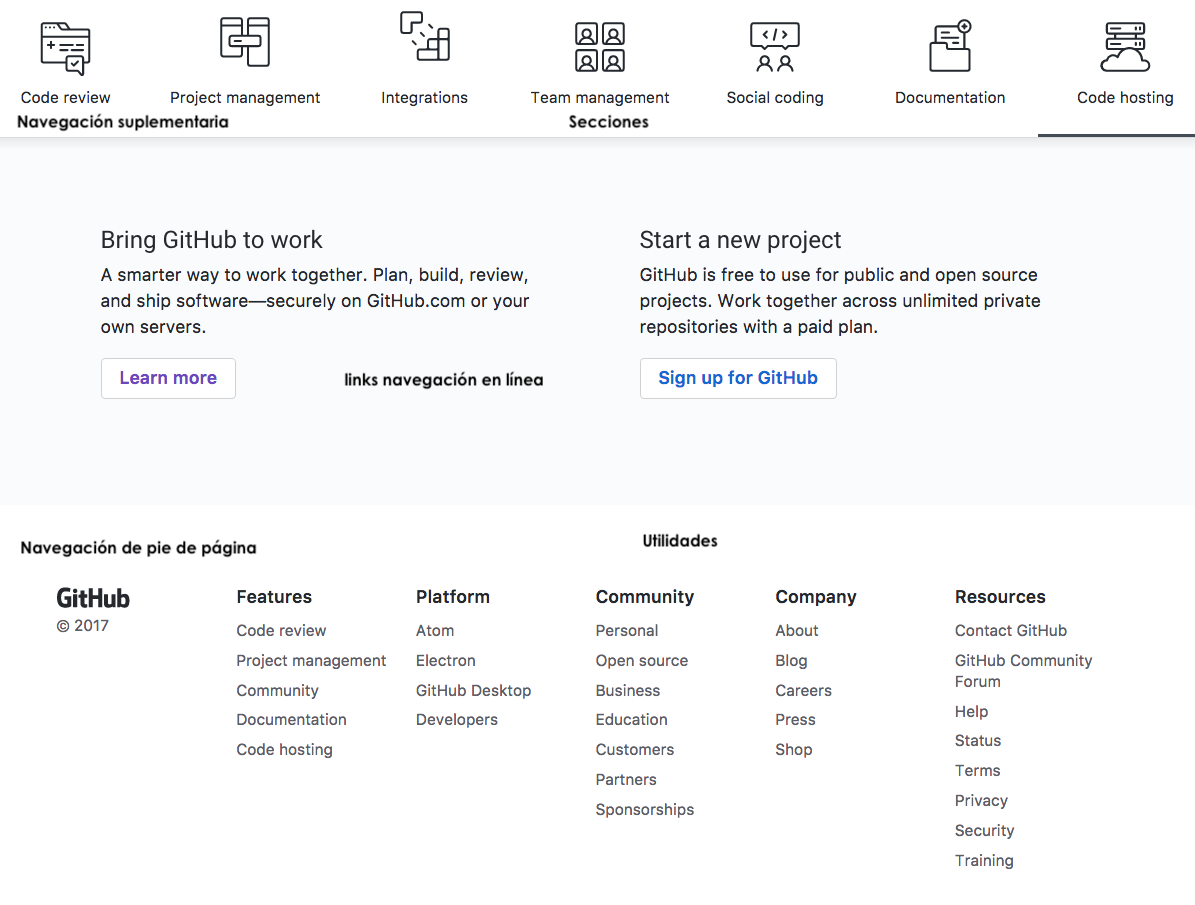 Code review
Project management
Integrations
Team management
Social coding
Documentation
Code hosting
Navegación suplementaria
Secciones
Bring GitHub to work
A smarter way to work together. Plan, build, review,
and ship software—securely on GitHub.com or your
own servers.
Learn more
links navegación en línea
Start a new project
GitHub is free to use for public and open source
projects. Work together across unlimited private
repositories with a paid plan.
Sign up for GitHub
Navegación de pie de página
Utilidades
GitHub
© 2017
Features
Code review
Project management
Community
Documentation
Code hosting
Platform
Atom
Electron
GitHub Desktop
Developers
Community
Personal
Open source
Business
Education
Customers
Partners
Sponsorships
Company
About
Blog
Careers
Press
Shop
Resources
Contact GitHub
GitHub Community
Forum
Help
Status
Terms
Privacy
Security
Training